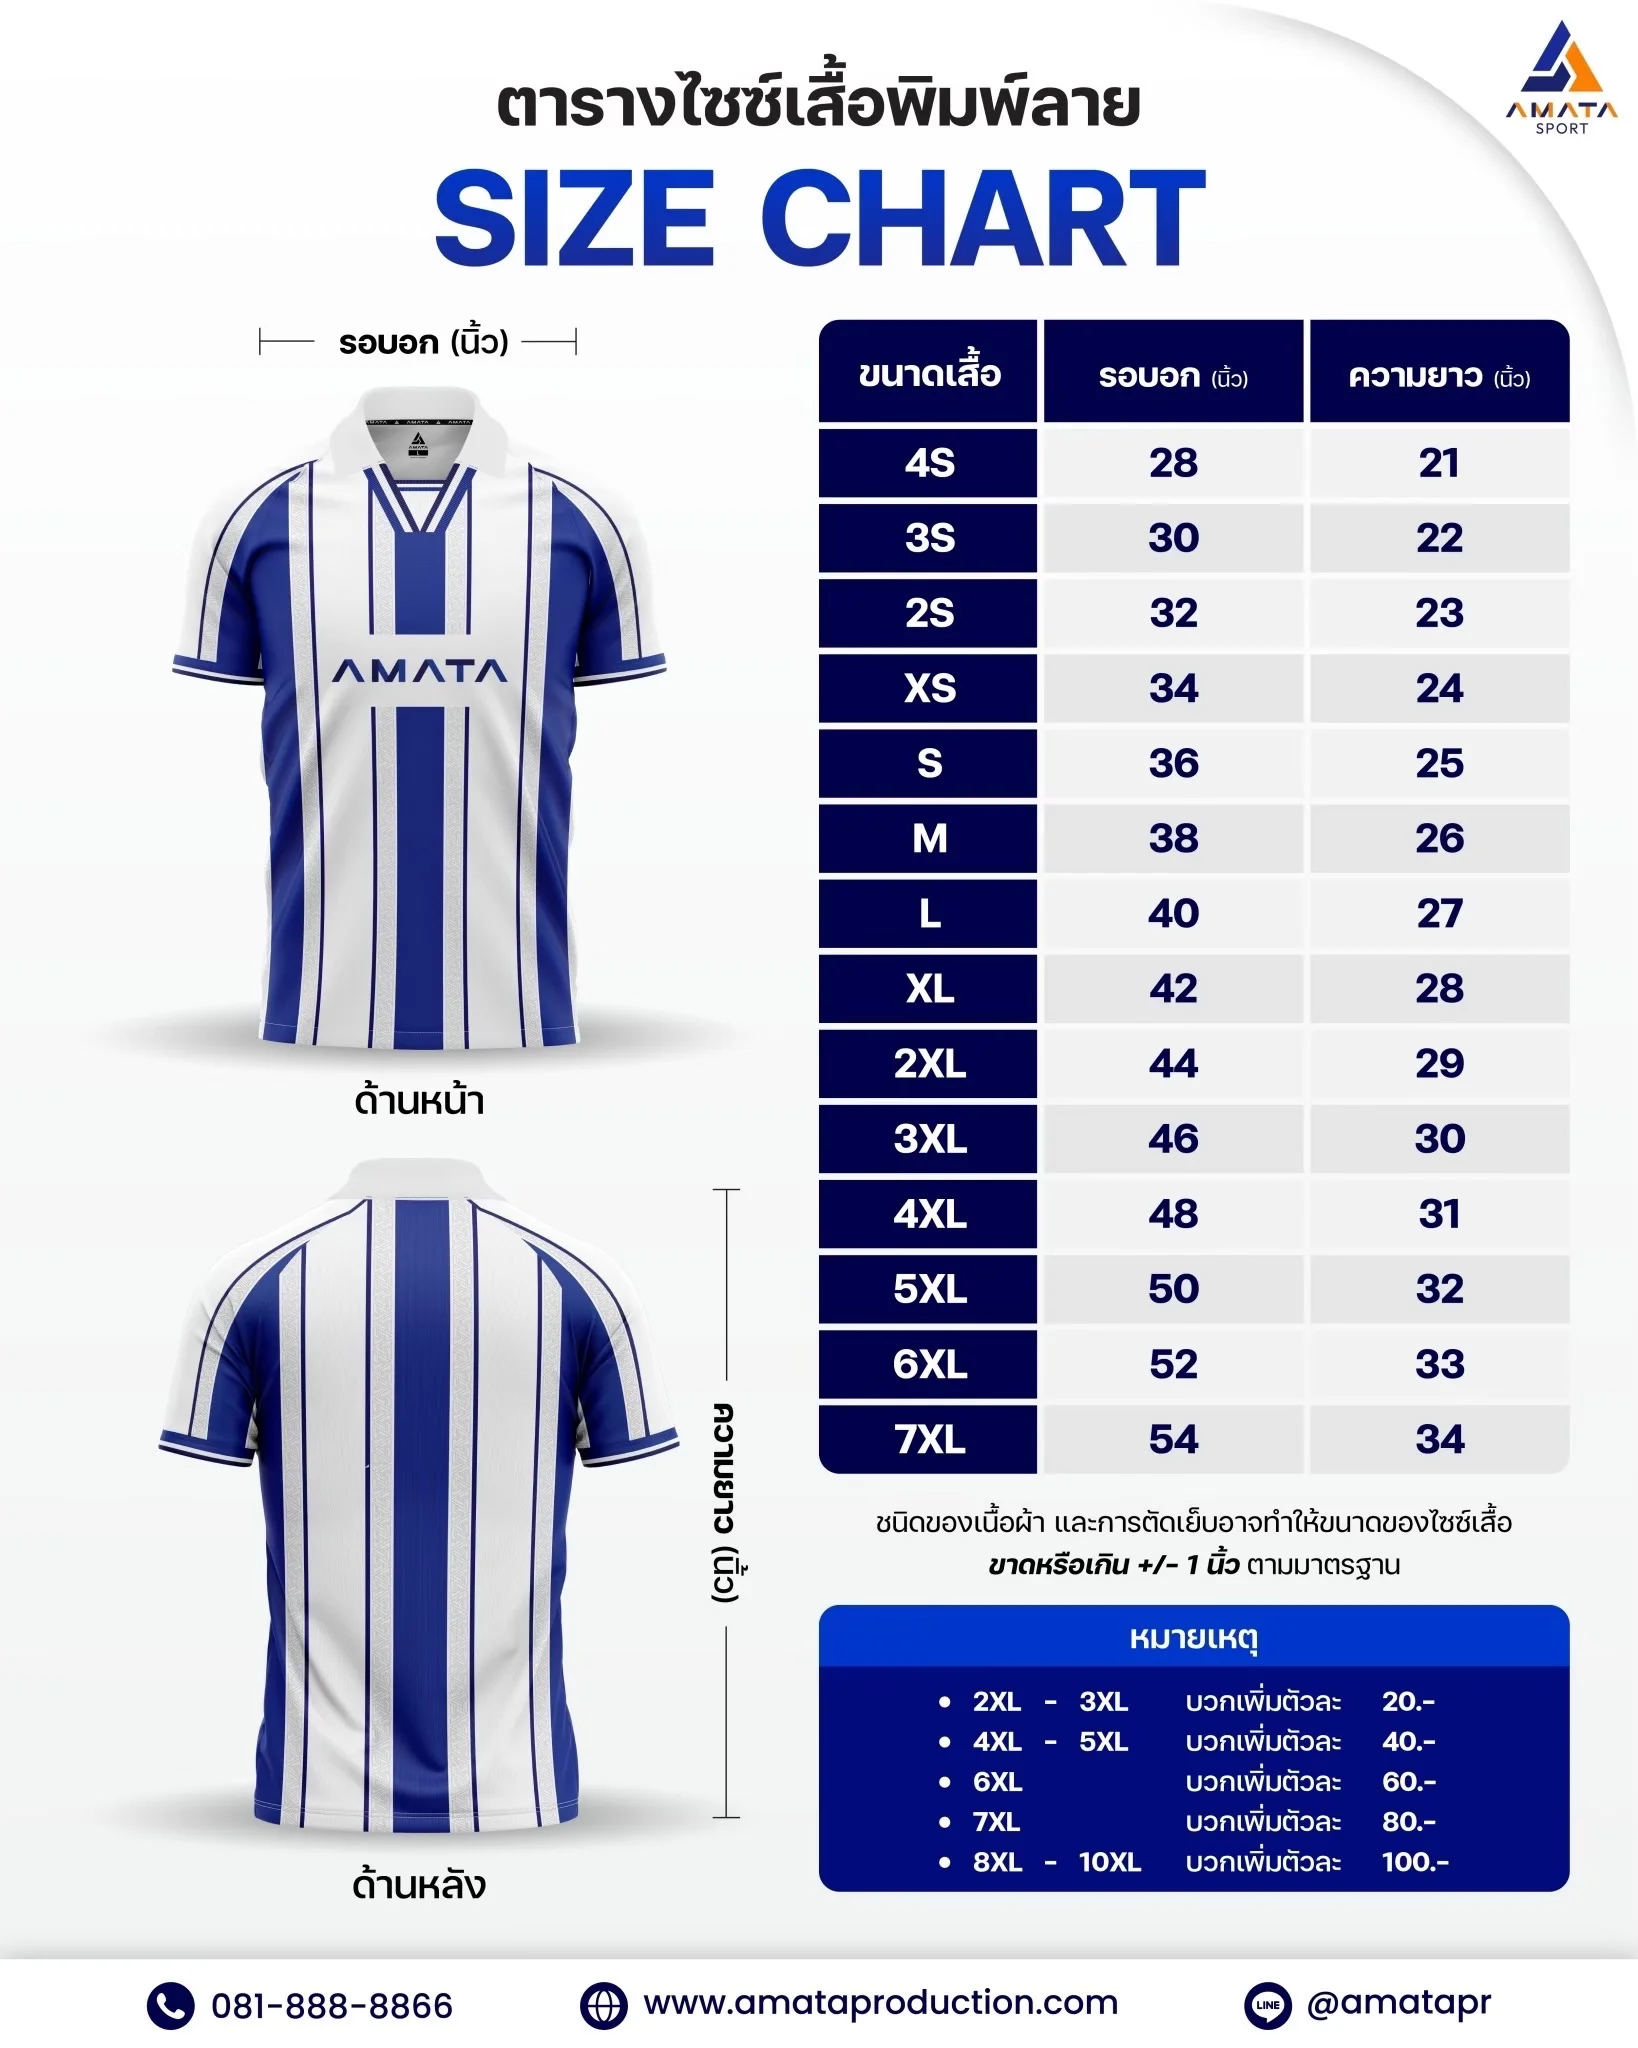 AMATA
SPORT
ตารางไซซ์เสื้อพิมพ์ลาย
SIZE CHART
รอบอก (นิ้ว)
AMATA AMATA AMATA
AMATA
L
AMATA
ด้านหน้า
ความยาว (นิ้ว)
ด้านหลัง
ขนาดเสื้อ รอบอก (นิ้ว) ความยาว (นิ้ว)
4S 28 21
3S 30 22
2S 32 23
XS 34 24
S 36 25
M 38 26
L 40 27
XL 42 28
2XL 44 29
3XL 46 30
4XL 48 31
5XL 50 32
6XL 52 33
7XL 54 34
ชนิดของเนื้อผ้า และการตัดเย็บอาจทำให้ขนาดของไซซ์เสื้อ
ขาดหรือเกิน +/- 1 นิ้ว ตามมาตรฐาน
หมายเหตุ
• 2XL - 3XL บวกเพิ่มตัวละ 20.-
• 4XL - 5XL บวกเพิ่มตัวละ 40.-
• 6XL บวกเพิ่มตัวละ 60.-
• 7XL บวกเพิ่มตัวละ 80.-
• 8XL - 10XL บวกเพิ่มตัวละ 100.-
081-888-8866
www.amataproduction.com
LINE @amatapr